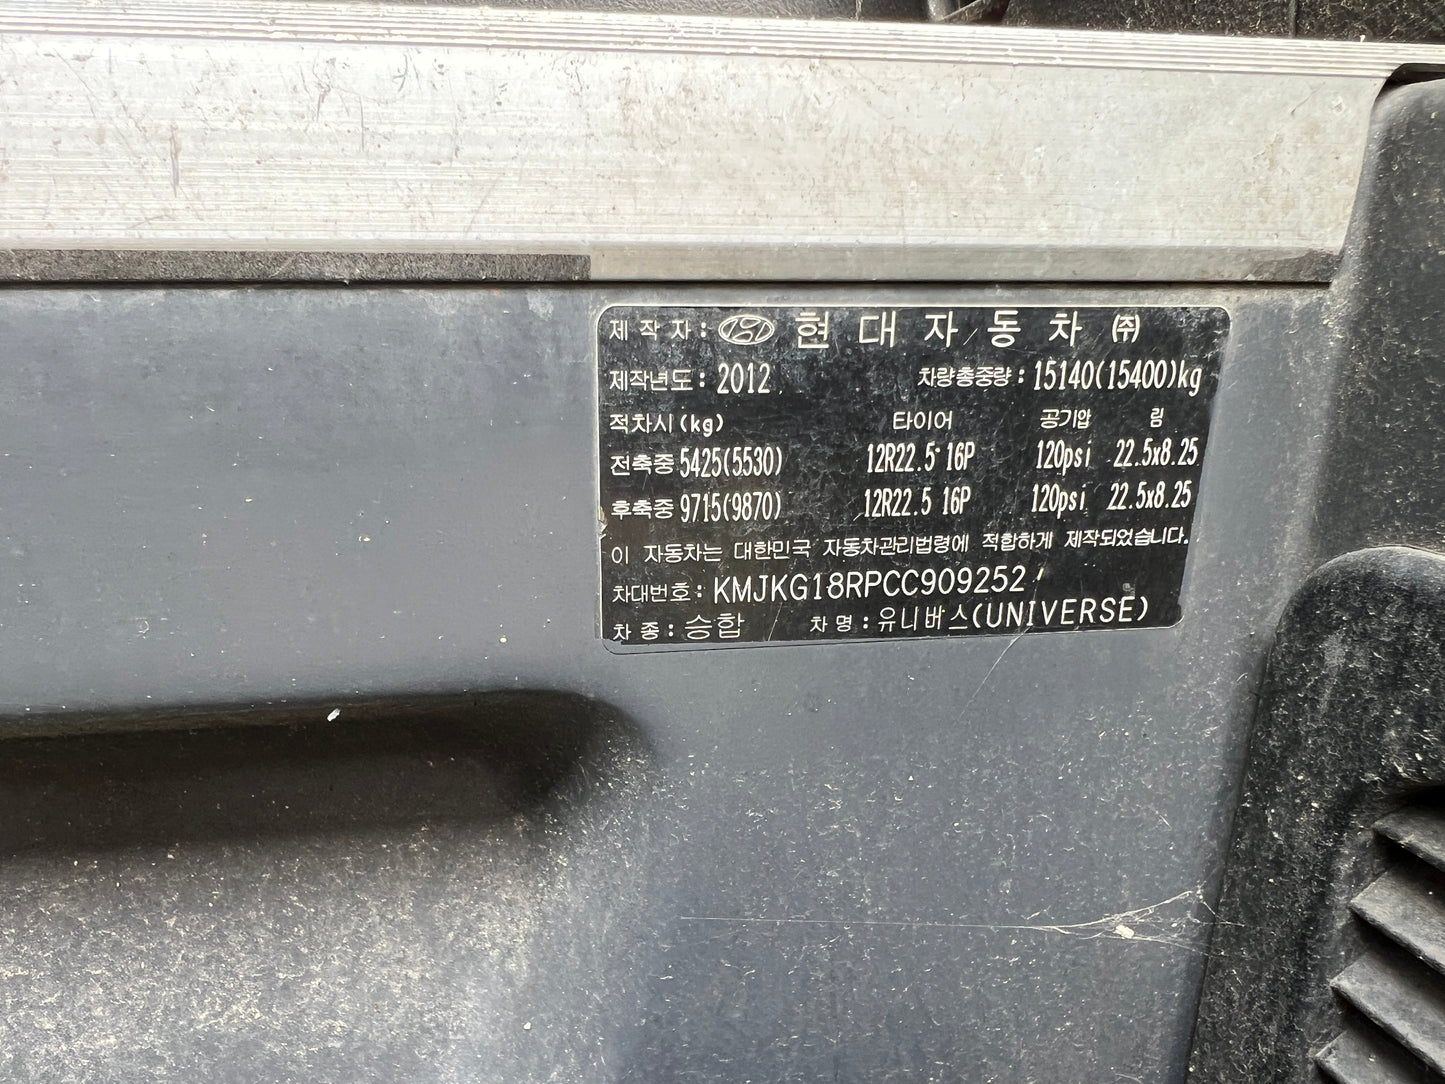 제작자: 현대자동차 ㈜
제작년도: 2012 차량총중량: 15140(15400)kg
적차시(kg) 타이어 공기압 림
전축중 5425(5530) 12R22.5 16P 120psi 22.5x8.25
후축중 9715(9870) 12R22.5 16P 120psi 22.5x8.25
이 자동차는 대한민국 자동차관리법령에 적합하게 제작되었습니다.
차대번호: KMJKG18RPCC909252
차종: 승합 차명: 유니버스(UNIVERSE)